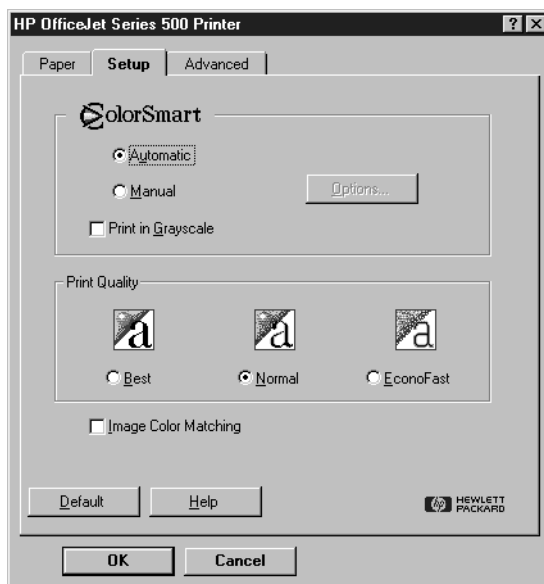 HP OfficeJet Series 500 Printer
Paper Setup Advanced
ColorSmart
Automatic
Manual
Options...
Print in Grayscale
Print Quality
Best Normal EconoFast
Image Color Matching
Default Help
hp HEWLETT
PACKARD
OK Cancel